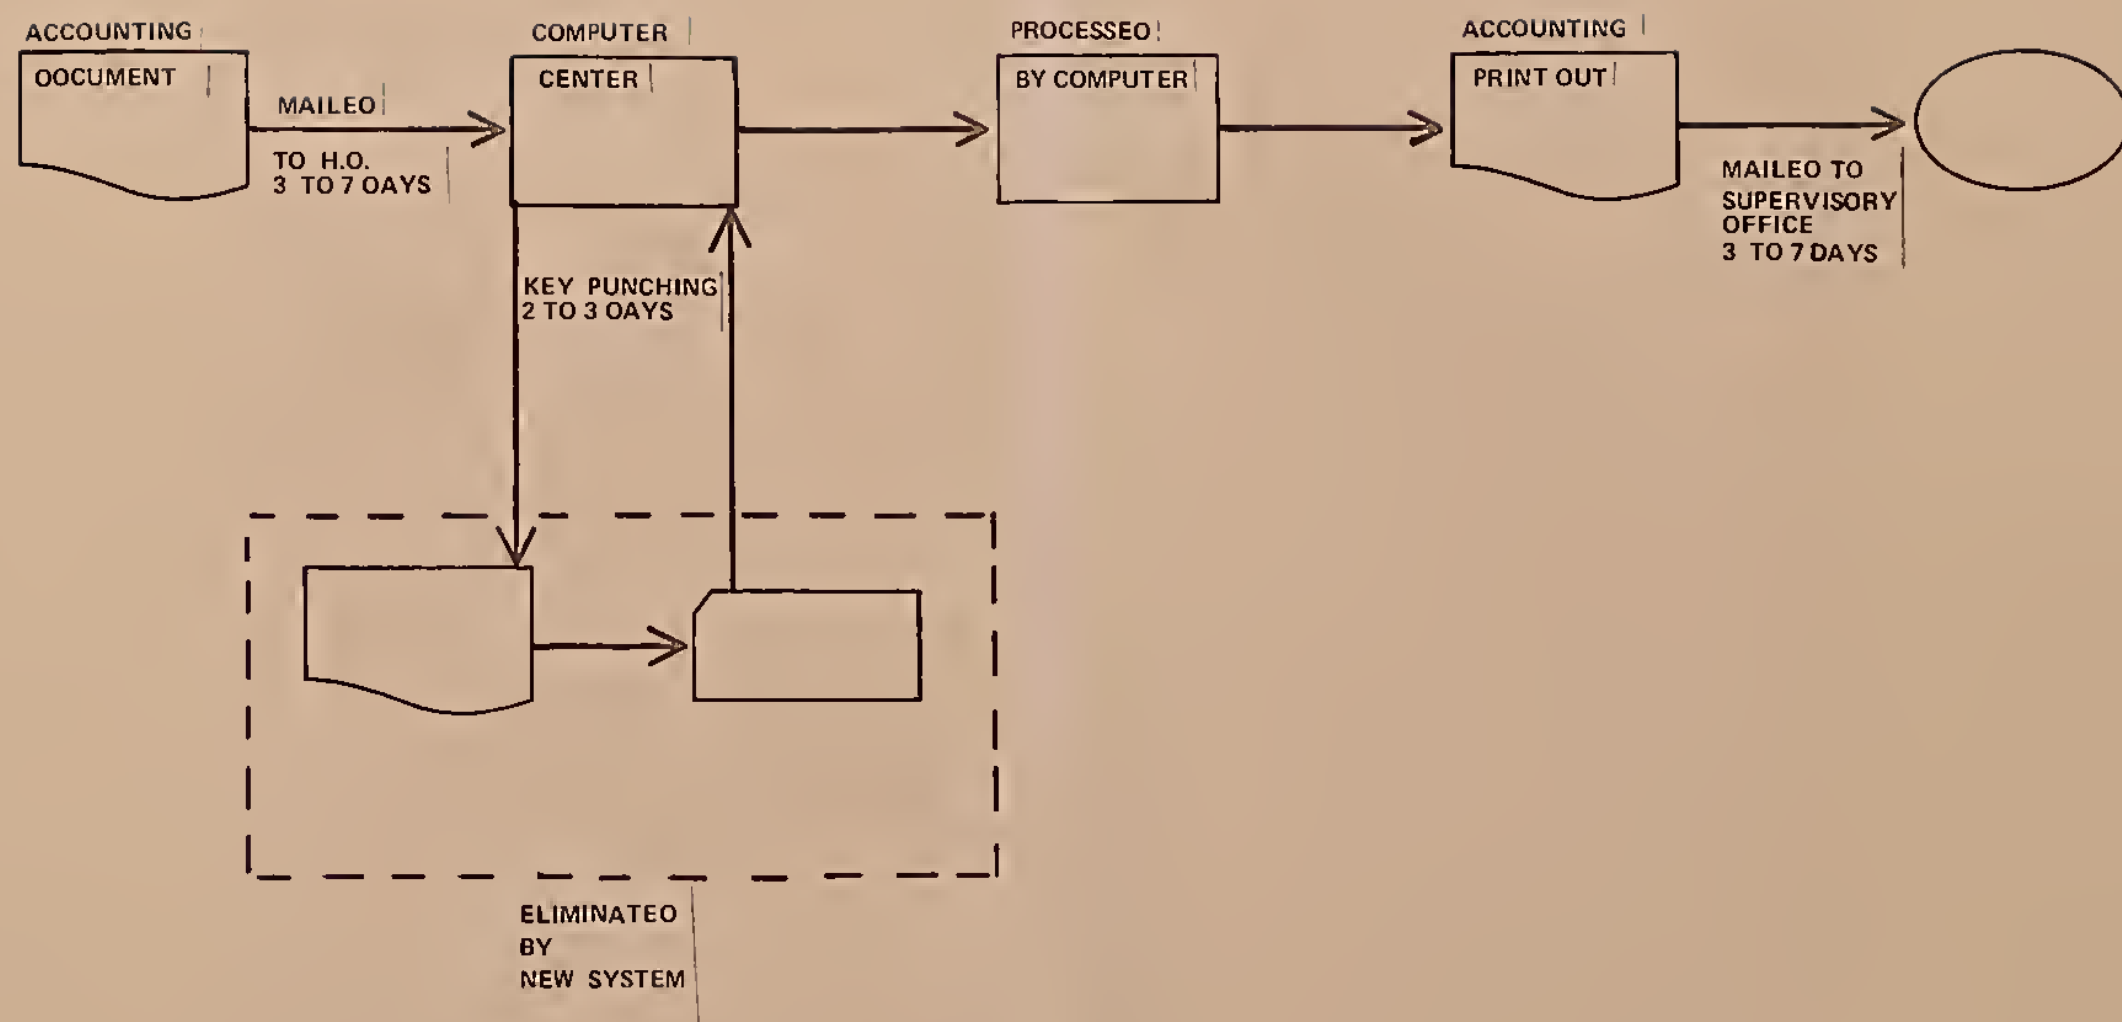 ACCOUNTING
OOCUMENT
MAILEO
TO H.O.
3 TO 7 OAYS
COMPUTER
CENTER
KEY PUNCHING
2 TO 3 OAYS
PROCESSEO
BY COMPUTER
ACCOUNTING
PRINT OUT
MAILEO TO
SUPERVISORY
OFFICE
3 TO 7 DAYS
ELIMINATEO
BY
NEW SYSTEM